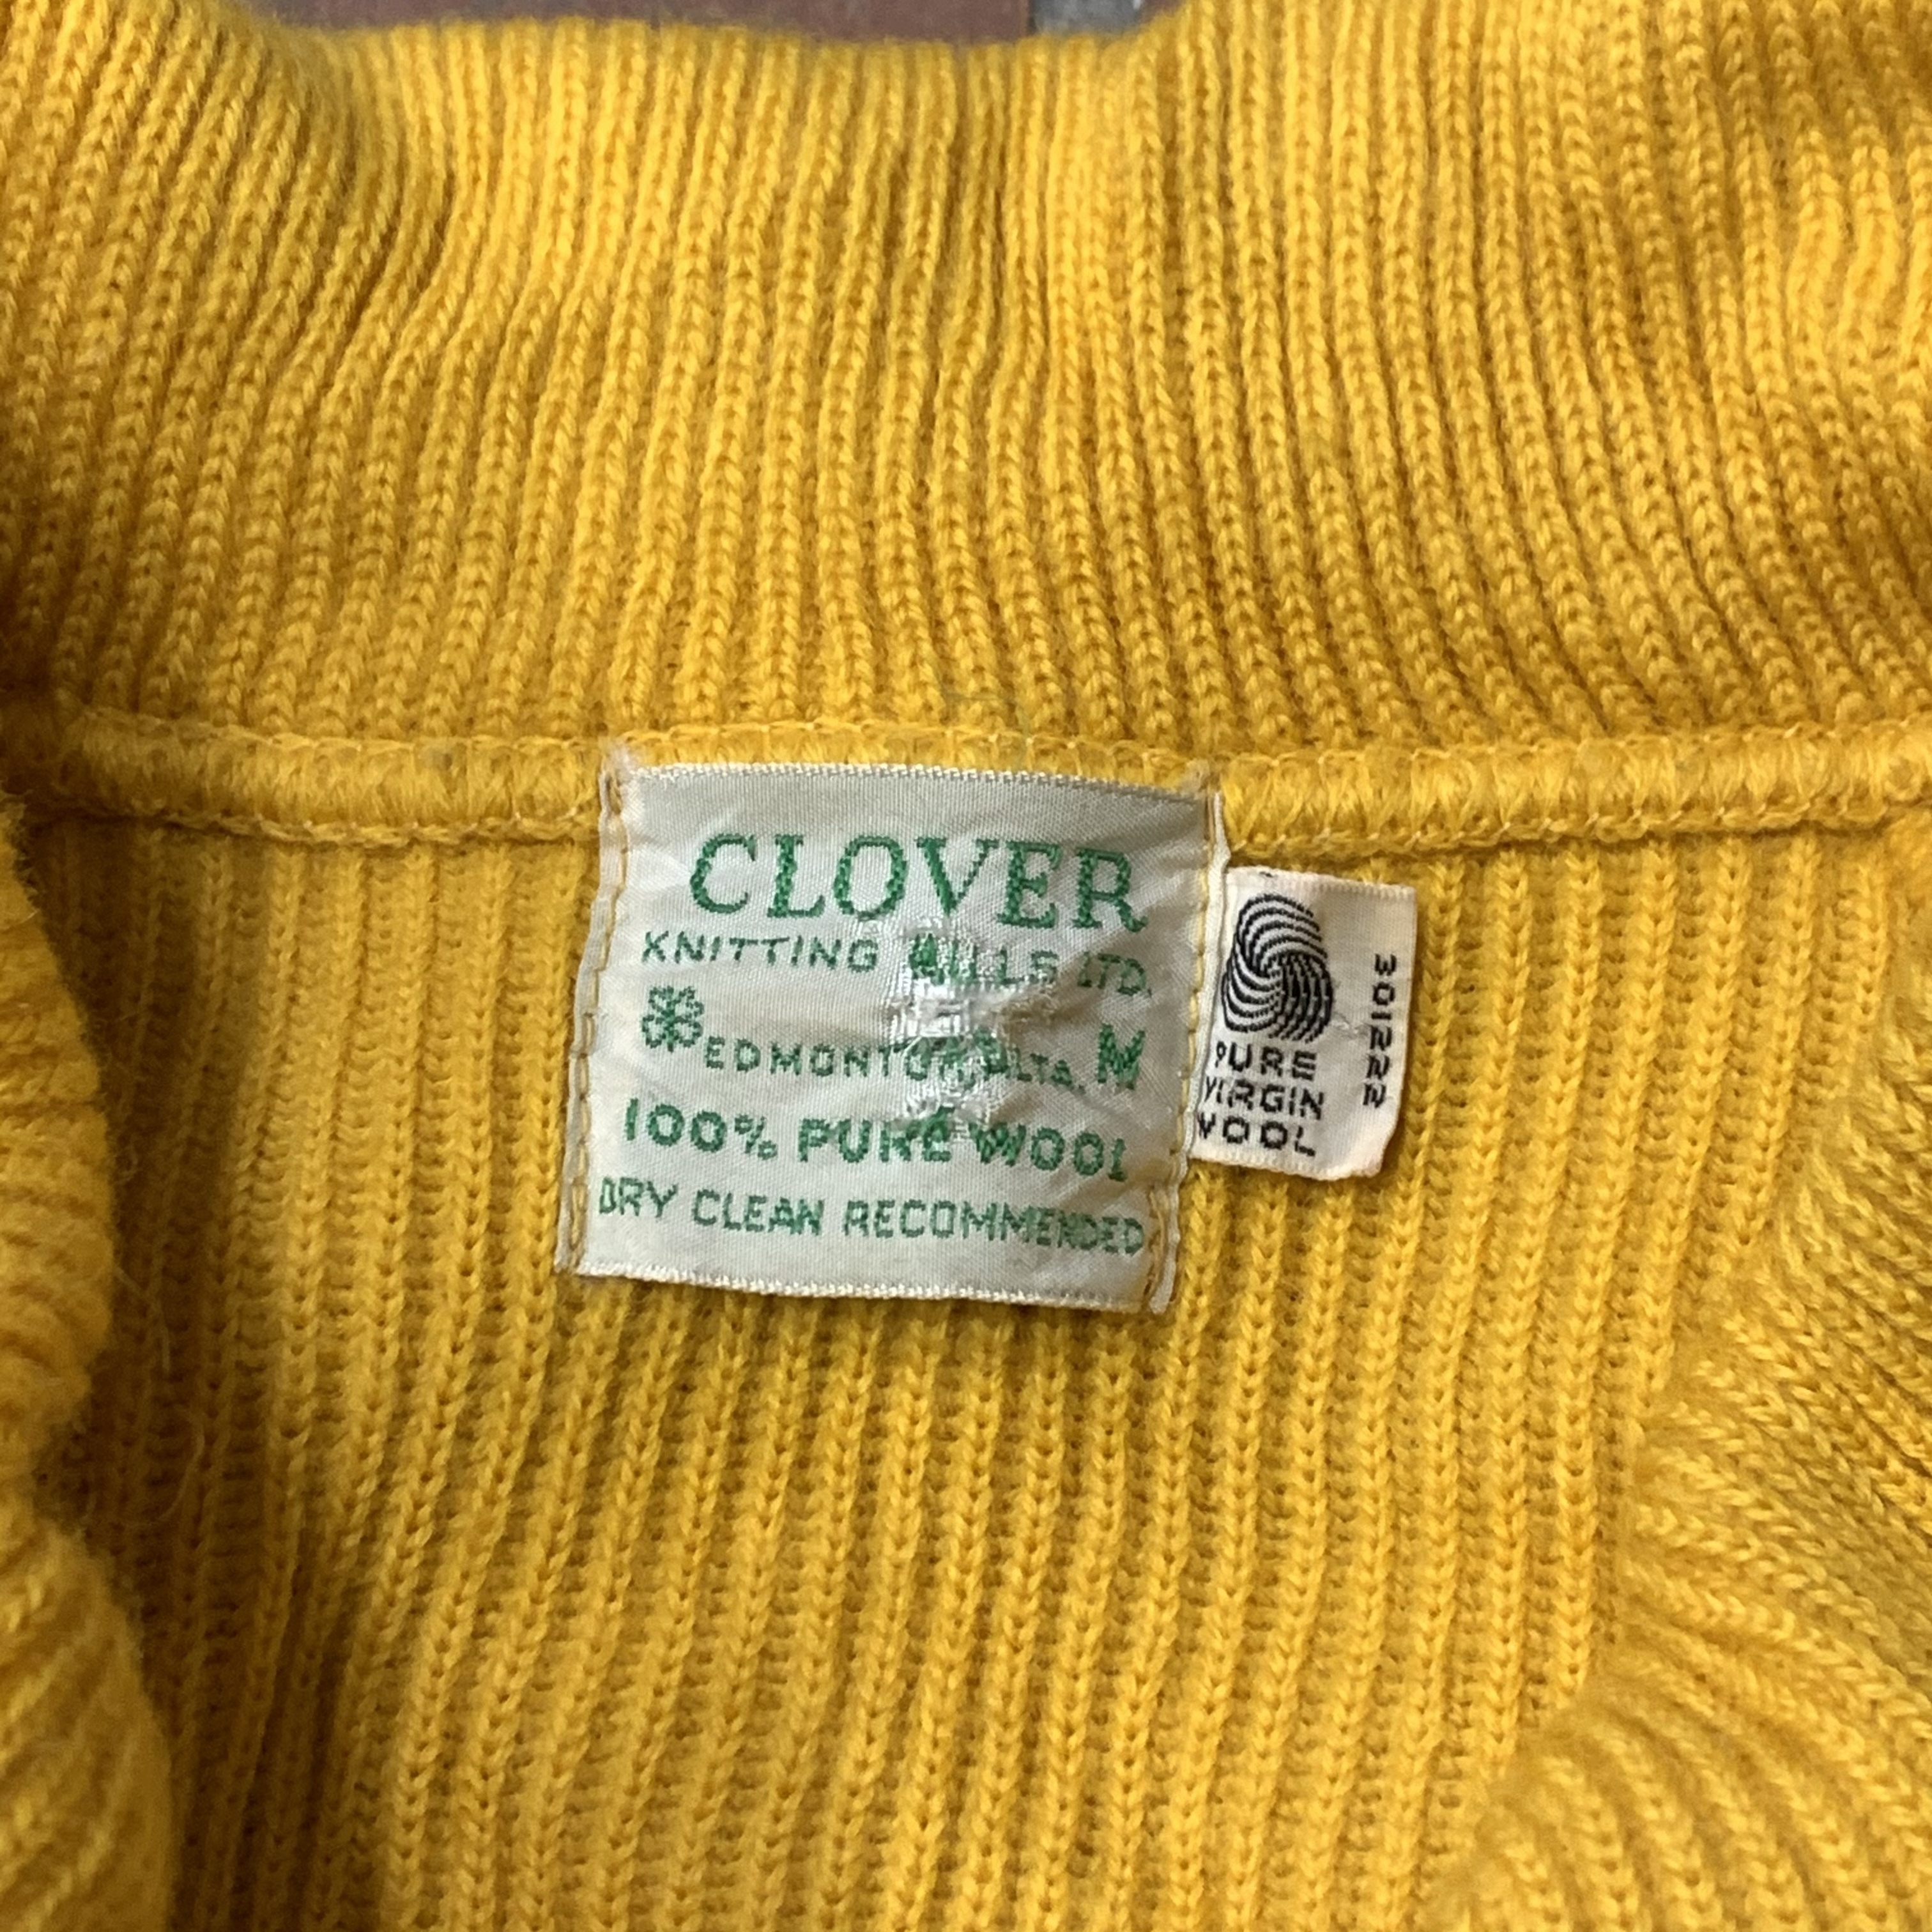 CLOVER
KNITTING MILLS LTD.
EDMONTON, ALTA. M
100% PURE WOOL
DRY CLEAN RECOMMENDED
PURE
VIRGIN
WOOL
301222